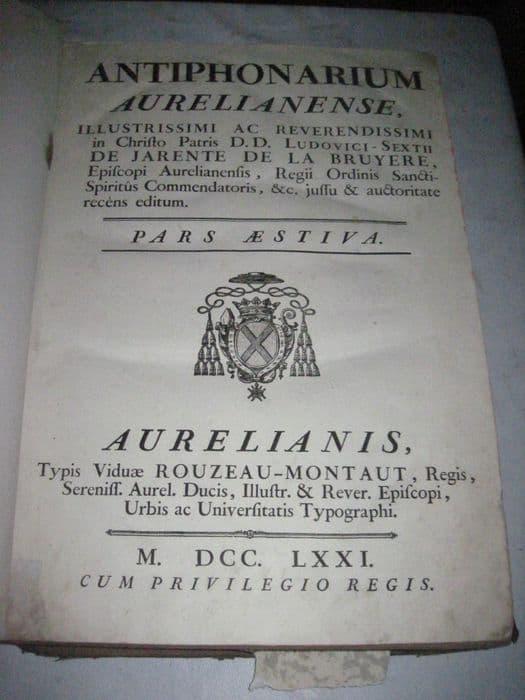 ANTIPHONARIUM
AURELIANENSE,
ILLUSTRISSIMI AC REVERENDISSIMI
in Chriſto Patris D. D. LUDOVICI-SEXTII
DE JARENTE DE LA BRUYERE,
Epiſcopi Aurelianenſis, Regii Ordinis Sancti-
Spiritûs Commendatoris, &c. juſſu & auctoritate
recéns editum.
PARS ÆSTIVA.
AURELIANIS,
Typis Viduæ ROUZEAU-MONTAUT, Regis,
Sereniſſ. Aurel. Ducis, Illuſtr. & Rever. Epiſcopi,
Urbis ac Univerſitatis Typographi.
M. DCC. LXXI.
CUM PRIVILEGIO REGIS.